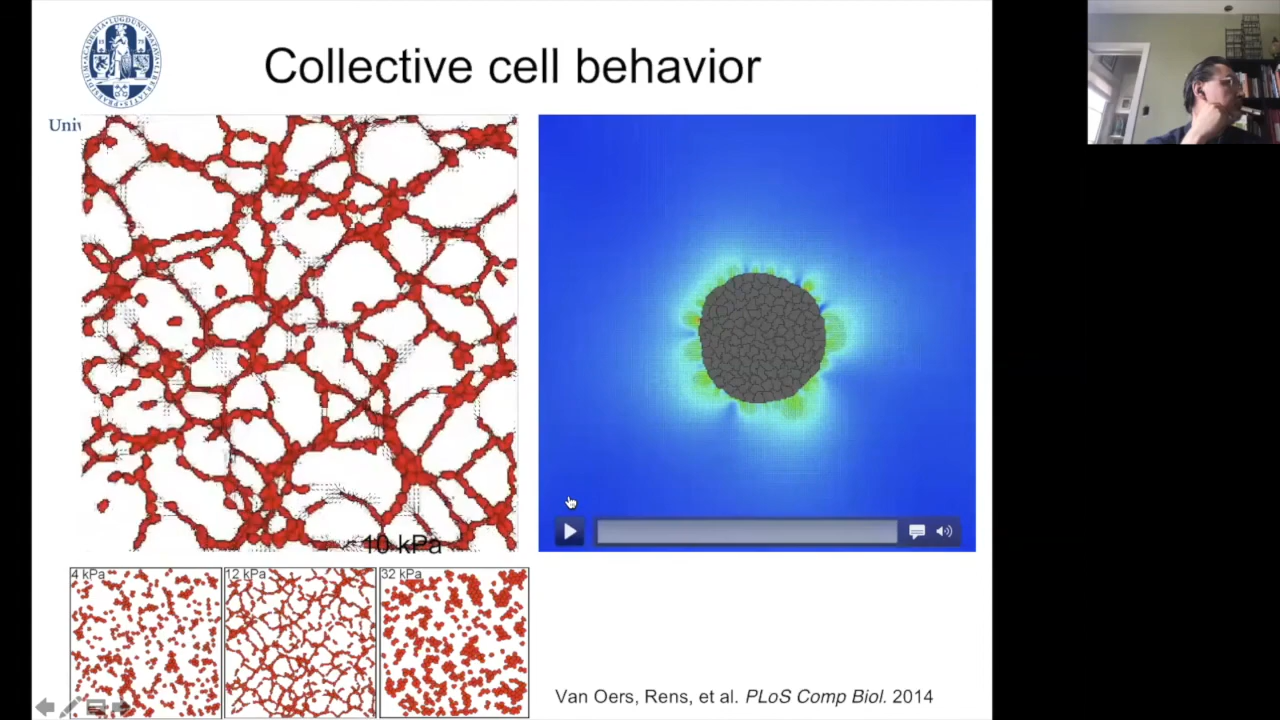 Collective cell behavior
Univ
10 kPa
4 kPa
12 kPa
32 kPa
Van Oers, Rens, et al. PLoS Comp Biol. 2014